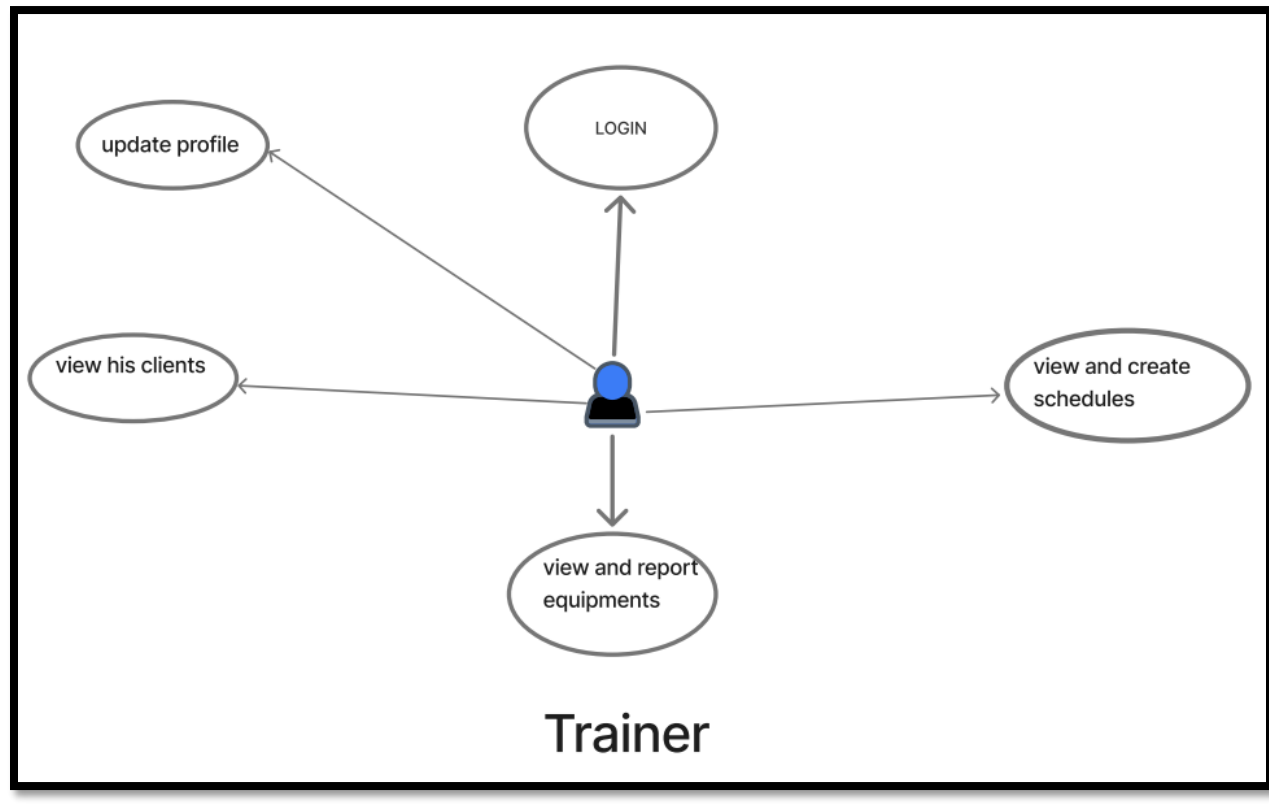 LOGIN
update profile
view his clients
view and create
schedules
view and report
equipments
Trainer